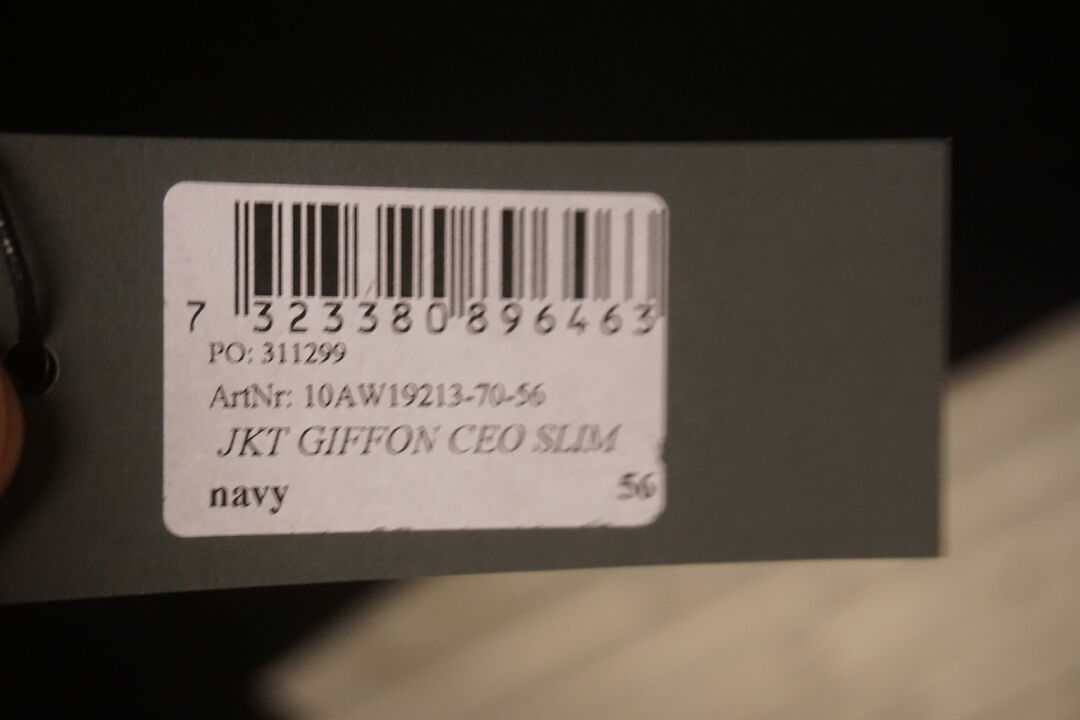 7 323380 896463
PO: 311299
ArtNr: 10AW19213-70-56
JKT GIFFON CEO SLIM
navy 56